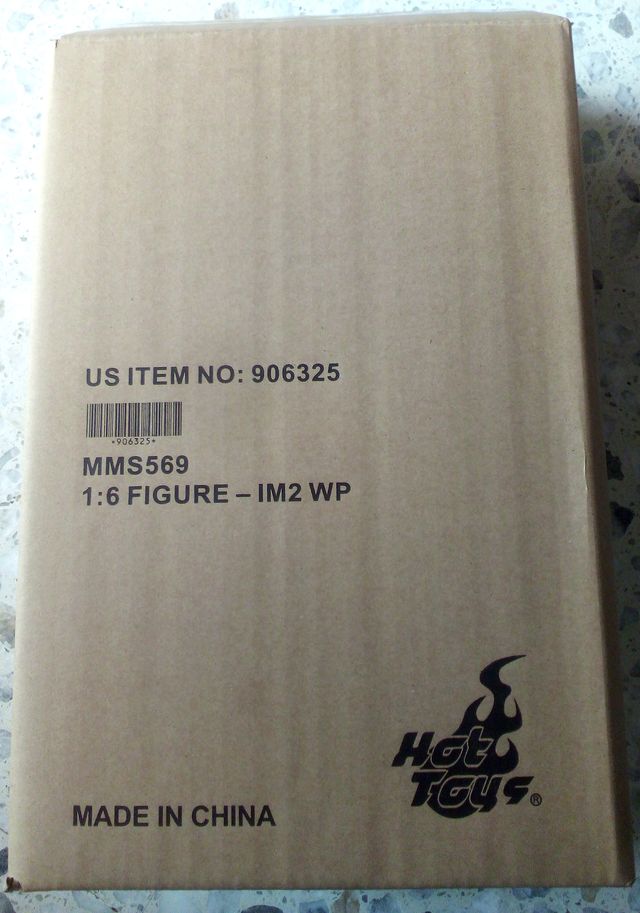 US ITEM NO: 906325
*906325*
MMS569
1:6 FIGURE – IM2 WP
Hot
Toys®
MADE IN CHINA